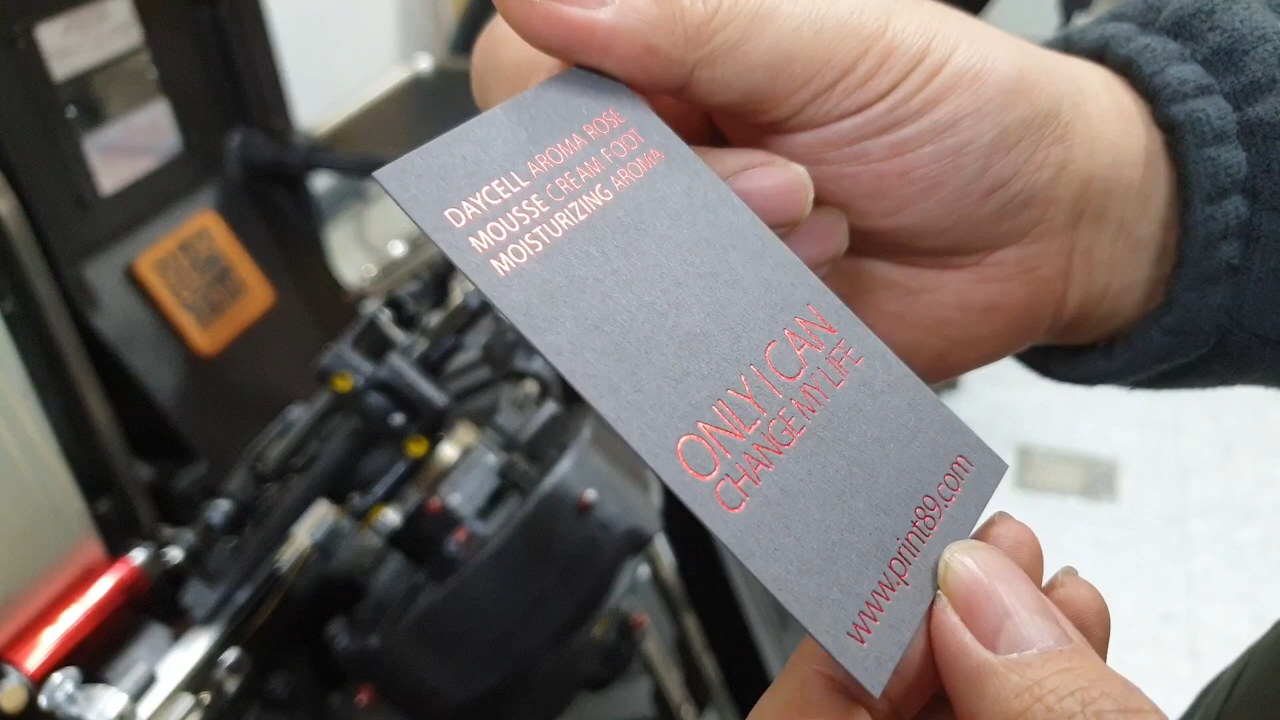 DAYCELL AROMA ROSE
MOUSSE CREAM FOOT
MOISTURIZING AROMA
ONLY I CAN
CHANGE MY LIFE
www.print89.com